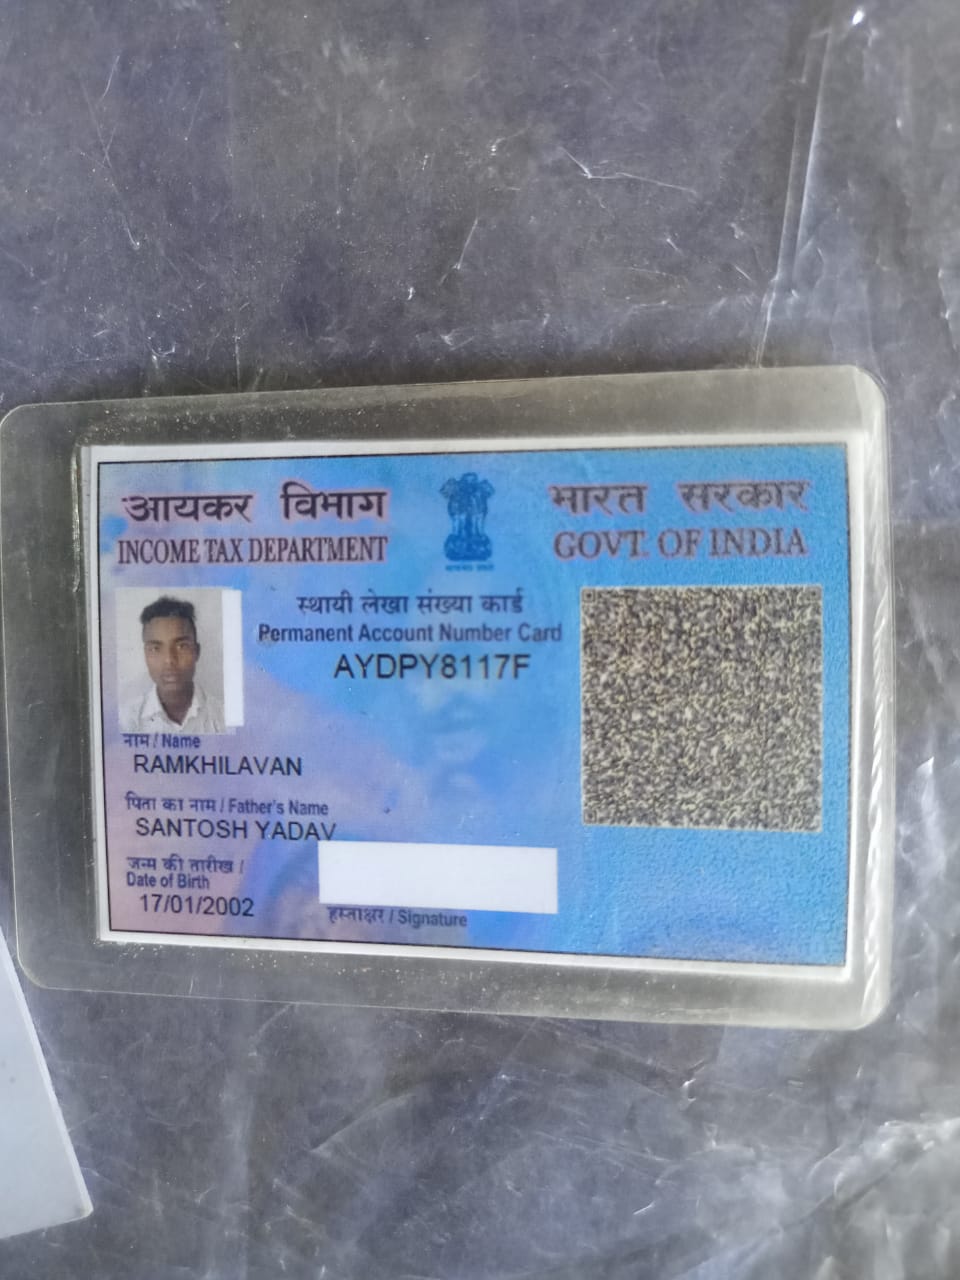 आयकर विभाग
INCOME TAX DEPARTMENT
भारत सरकार
GOVT. OF INDIA
स्थायी लेखा संख्या कार्ड
Permanent Account Number Card
AYDPY8117F
नाम / Name
RAMKHILAVAN
पिता का नाम / Father's Name
SANTOSH YADAV
जन्म की तारीख /
Date of Birth
17/01/2002
हस्ताक्षर / Signature